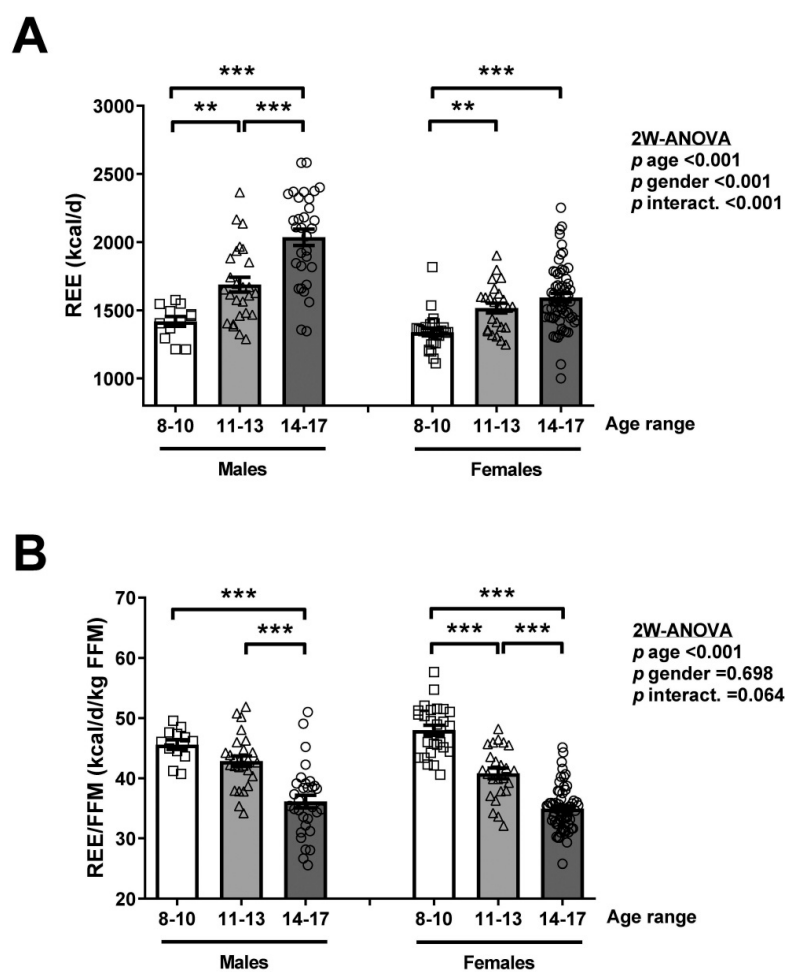 A
*** ***
** *** **
3000
2500
2000
1500
1000
REE (kcal/d)
2W-ANOVA
p age <0.001
p gender <0.001
p interact. <0.001
8-10 11-13 14-17 8-10 11-13 14-17 Age range
Males Females
B
*** ***
*** *** ***
70
60
50
40
30
20
REE/FFM (kcal/d/kg FFM)
2W-ANOVA
p age <0.001
p gender =0.698
p interact. =0.064
8-10 11-13 14-17 8-10 11-13 14-17 Age range
Males Females